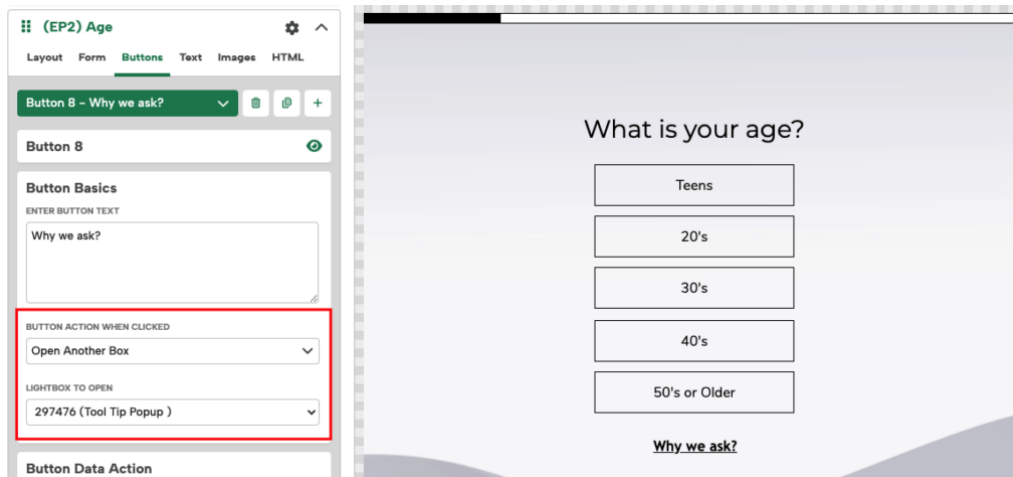 (EP2) Age
Layout Form Buttons Text Images HTML
Button 8 - Why we ask?
Button 8
Button Basics
ENTER BUTTON TEXT
Why we ask?
BUTTON ACTION WHEN CLICKED
Open Another Box
LIGHTBOX TO OPEN
297476 (Tool Tip Popup )
Button Data Action
What is your age?
Teens
20's
30's
40's
50's or Older
Why we ask?